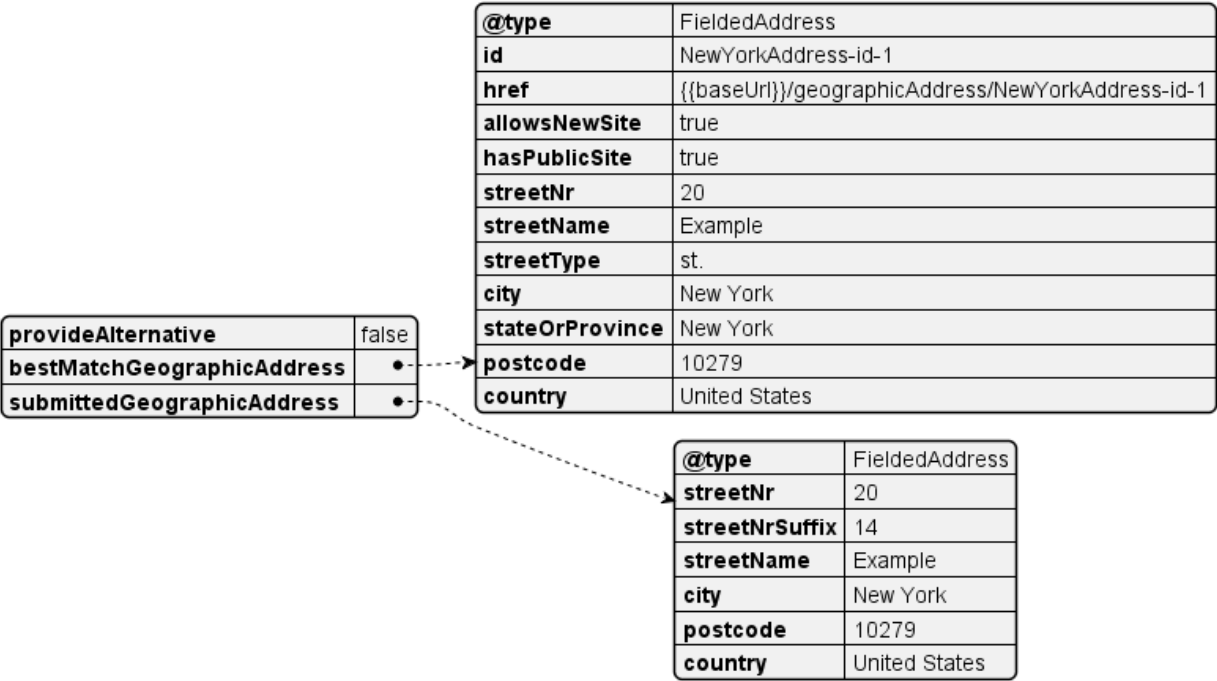 provideAlternative false
bestMatchGeographicAddress
submittedGeographicAddress
@type FieldedAddress
id NewYorkAddress-id-1
href {{baseUrl}}/geographicAddress/NewYorkAddress-id-1
allowsNewSite true
hasPublicSite true
streetNr 20
streetName Example
streetType st.
city New York
stateOrProvince New York
postcode 10279
country United States
@type FieldedAddress
streetNr 20
streetNrSuffix 14
streetName Example
city New York
postcode 10279
country United States